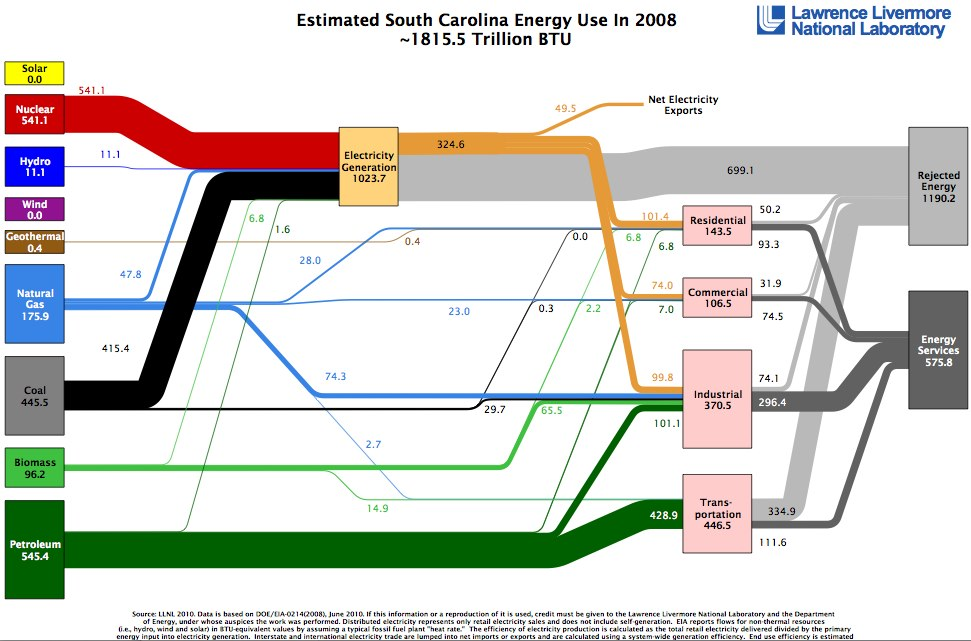 Estimated South Carolina Energy Use In 2008
~1815.5 Trillion BTU
Lawrence Livermore
National Laboratory
Solar
0.0
Nuclear
541.1
541.1
Hydro
11.1
11.1
Wind
0.0
Geothermal
0.4
Natural
Gas
175.9
Coal
445.5
Biomass
96.2
Petroleum
545.4
Electricity
Generation
1023.7
324.6
49.5
Net Electricity
Exports
699.1
Rejected
Energy
1190.2
6.8
1.6
0.4
0.0
6.8
6.8
101.4
Residential
143.5
50.2
93.3
47.8
28.0
23.0
0.3
2.2
74.0
7.0
Commercial
106.5
31.9
74.5
Energy
Services
575.8
415.4
74.3
29.7
65.5
99.8
101.1
Industrial
370.5
74.1
296.4
2.7
14.9
428.9
Trans-
portation
446.5
334.9
111.6
Source: LLNL 2010. Data is based on DOE/EIA-0214(2008), June 2010. If this information or a reproduction of it is used, credit must be given to the Lawrence Livermore National Laboratory and the Department
of Energy, under whose auspices the work was performed. Distributed electricity represents only retail electricity sales and does not include self-generation. EIA reports flows for non-thermal resources
(i.e., hydro, wind and solar) in BTU-equivalent values by assuming a typical fossil fuel plant "heat rate." The efficiency of electricity production is calculated as the total retail electricity delivered divided by the primary
energy input into electricity generation. Interstate and international electricity trade are lumped into net imports or exports and are calculated using a system-wide generation efficiency. End use efficiency is estimated